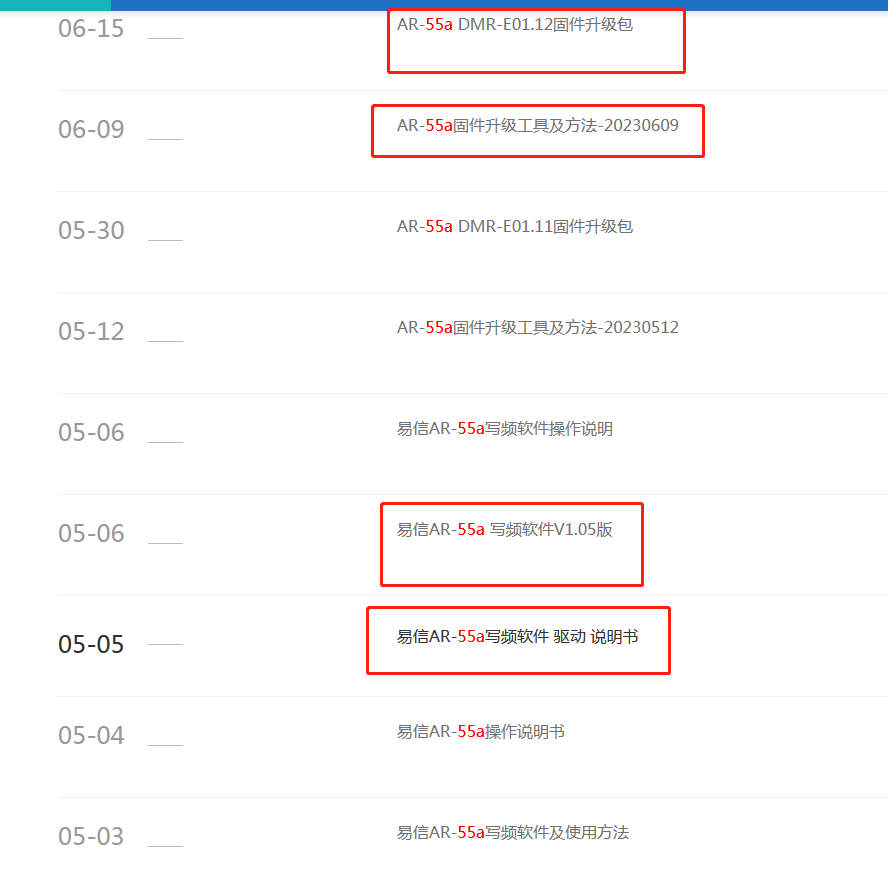 06-15 AR-55a DMR-E01.12固件升级包
06-09 AR-55a固件升级工具及方法-20230609
05-30 AR-55a DMR-E01.11固件升级包
05-12 AR-55a固件升级工具及方法-20230512
05-06 易信AR-55a写频软件操作说明
05-06 易信AR-55a 写频软件V1.05版
05-05 易信AR-55a写频软件 驱动 说明书
05-04 易信AR-55a操作说明书
05-03 易信AR-55a写频软件及使用方法